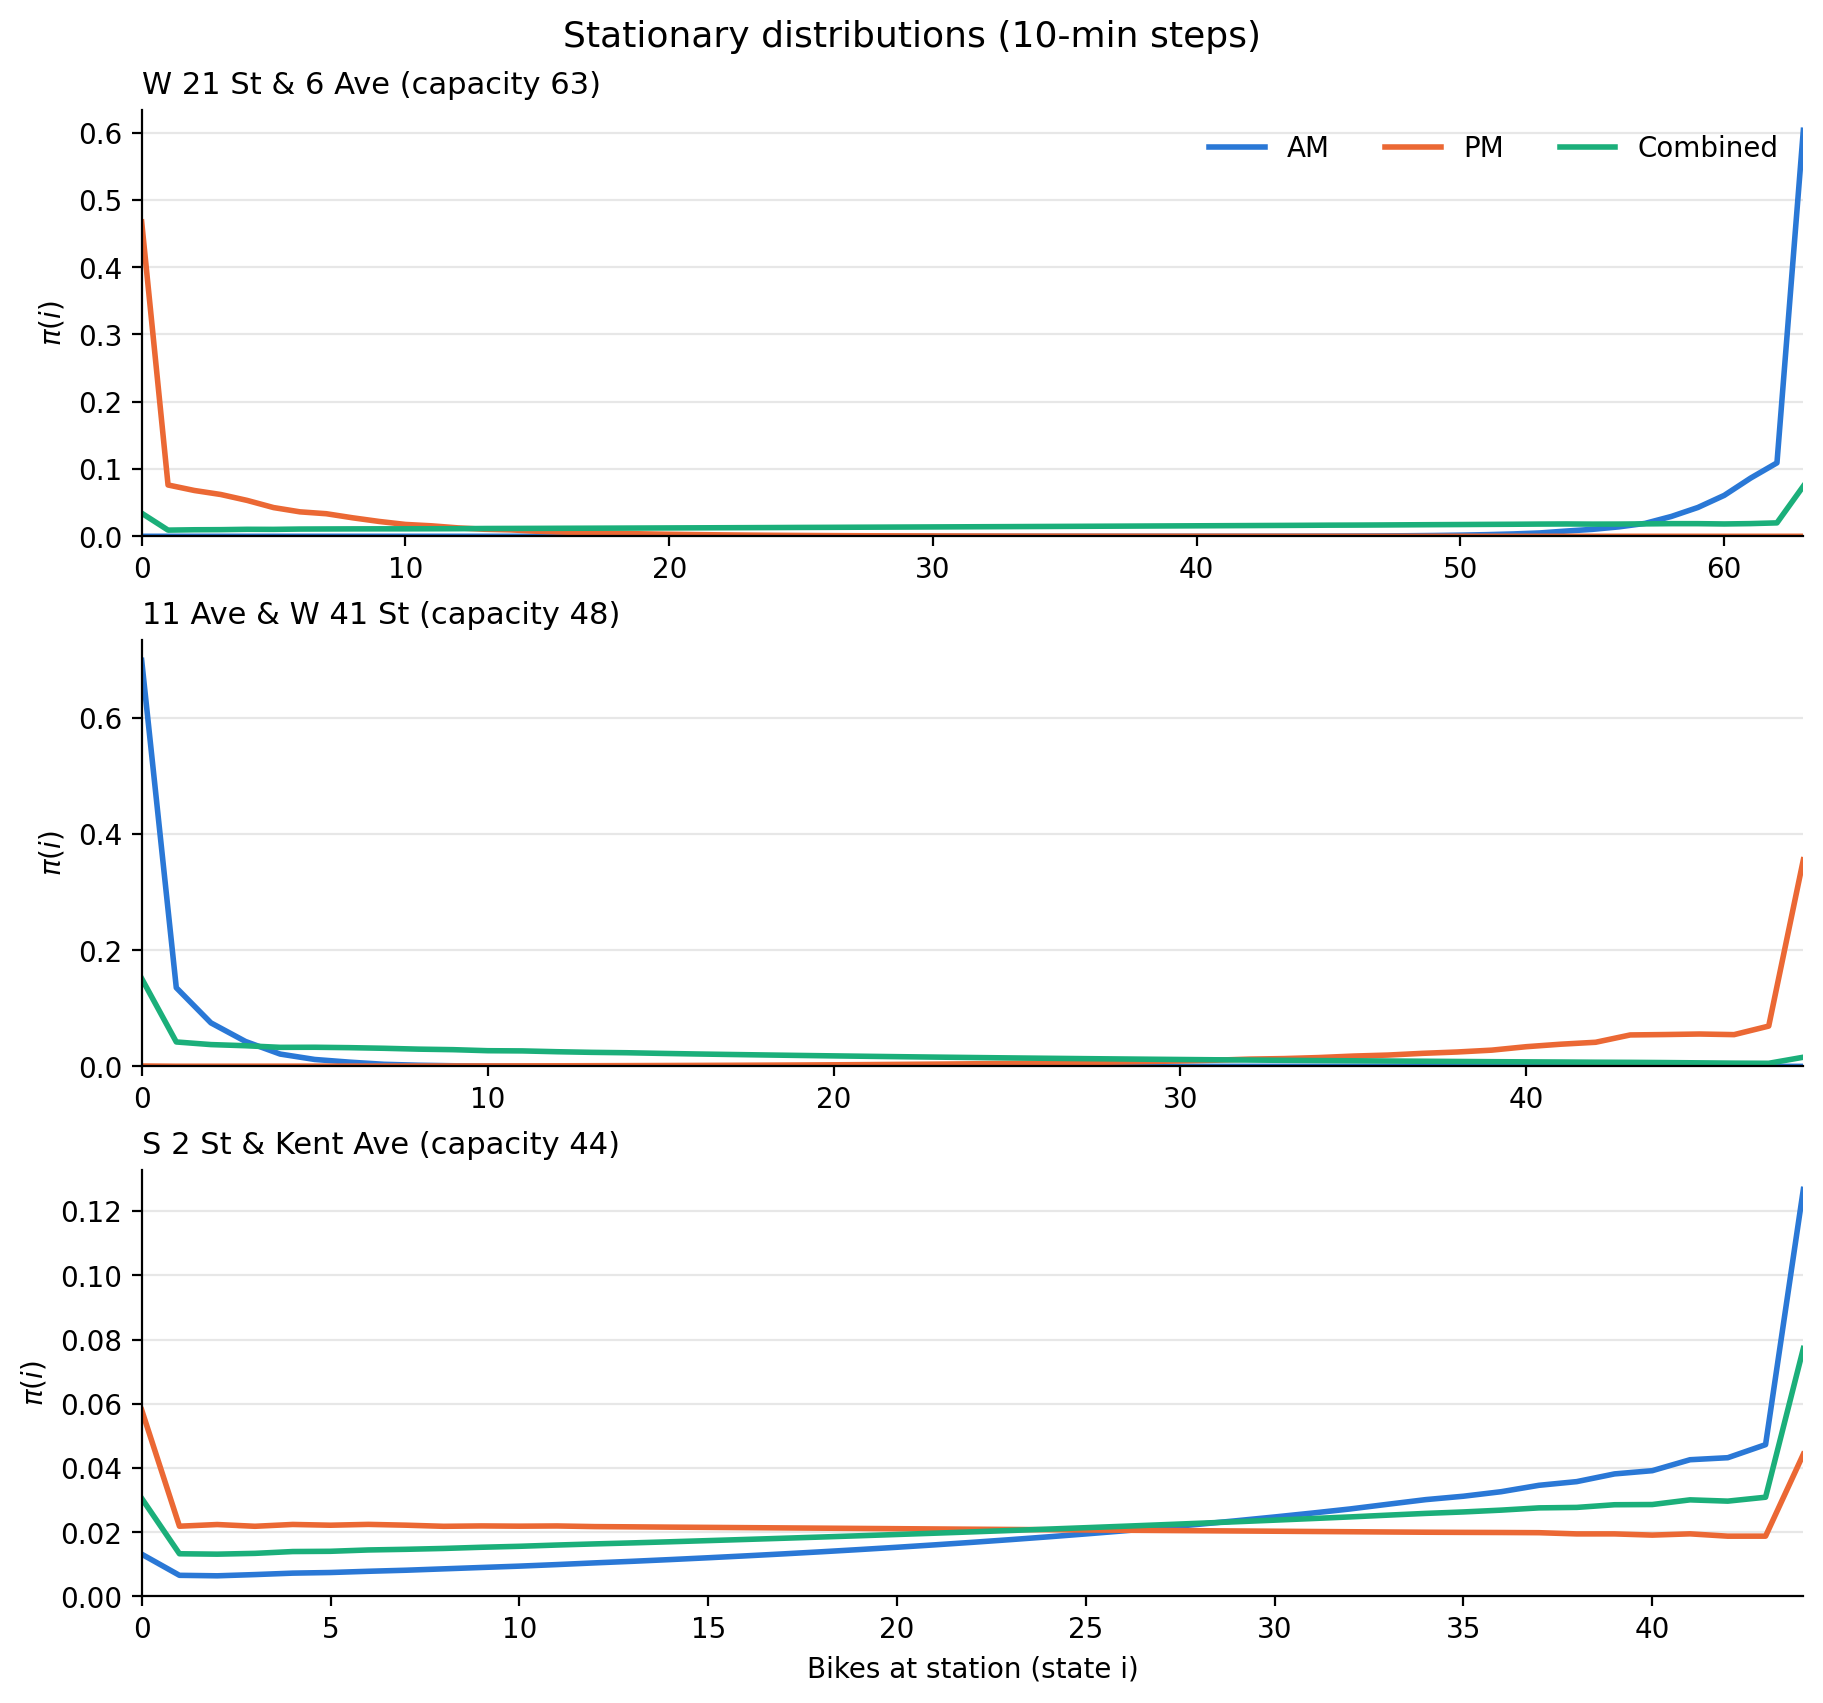 Stationary distributions (10-min steps)
W 21 St & 6 Ave (capacity 63)
AM PM Combined
0.6
0.5
0.4
0.3
0.2
0.1
0.0
π(i)
0 10 20 30 40 50 60
11 Ave & W 41 St (capacity 48)
0.6
0.4
0.2
0.0
π(i)
0 10 20 30 40
S 2 St & Kent Ave (capacity 44)
0.12
0.10
0.08
0.06
0.04
0.02
0.00
π(i)
0 5 10 15 20 25 30 35 40
Bikes at station (state i)